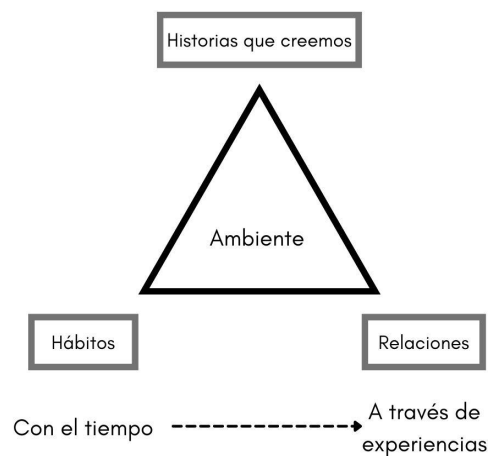 Historias que creemos
Ambiente
Hábitos
Relaciones
Con el tiempo
A través de
experiencias